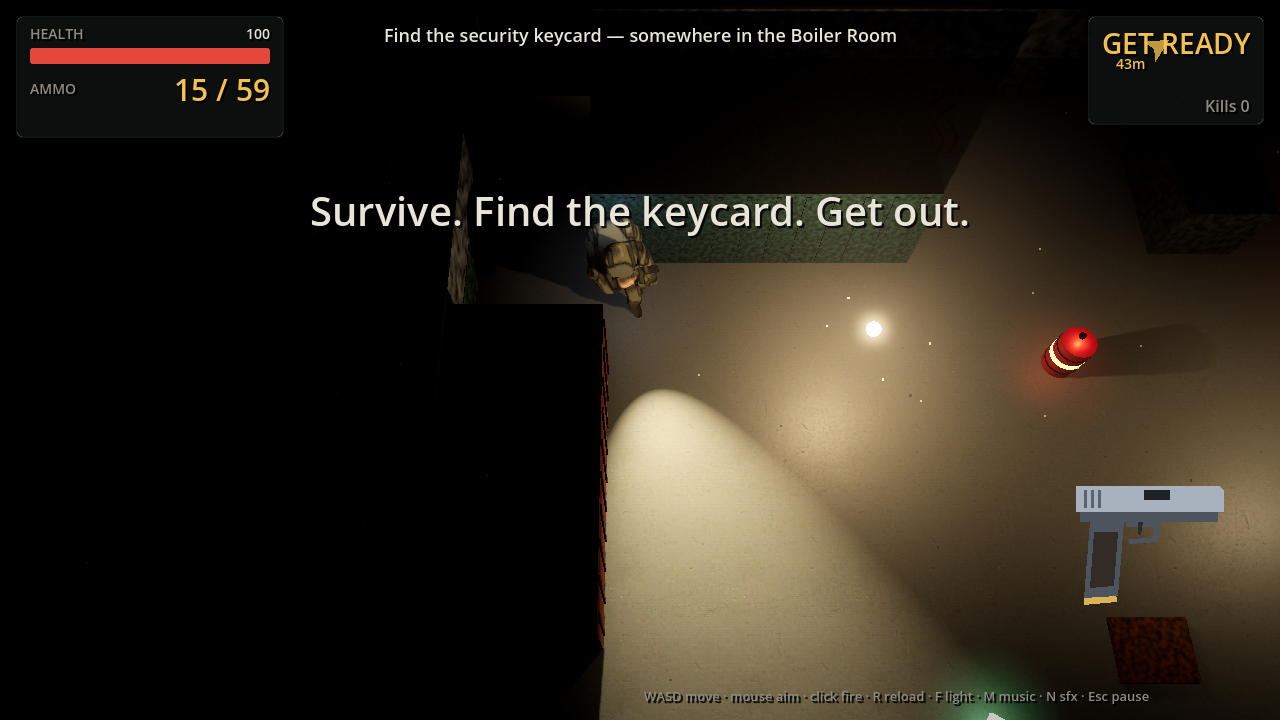 HEALTH 100
AMMO 15 / 59
Find the security keycard — somewhere in the Boiler Room
GET READY
43m
Kills 0
Survive. Find the keycard. Get out.
WASD move · mouse aim · click fire · R reload · F light · M music · N sfx · Esc pause